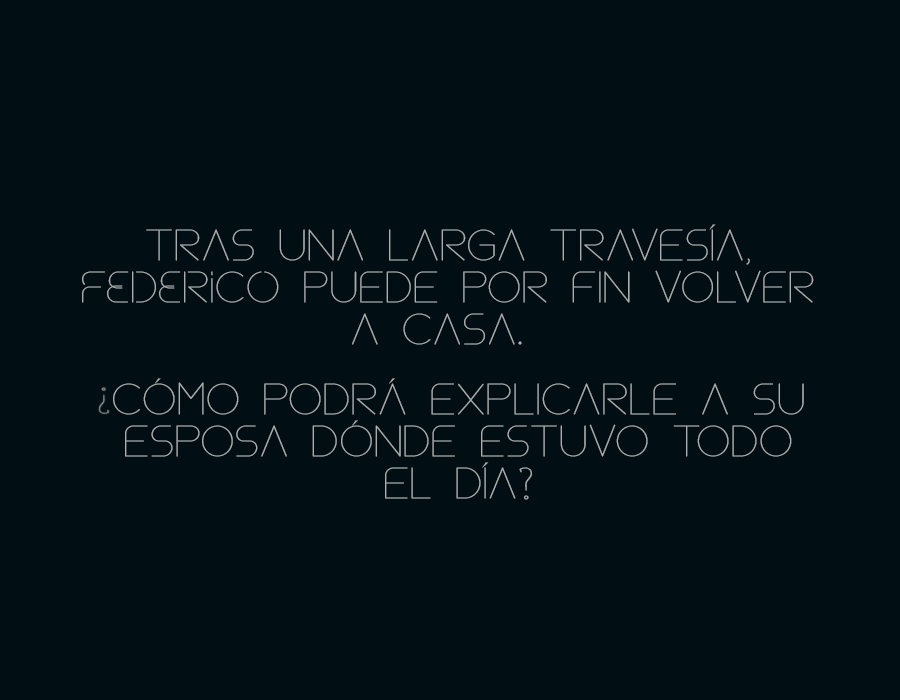 TRAS UNA LARGA TRAVESÍA,
FEDERiCO PUEDE POR FIN VOLVER
A CASA.
¿CÓMO PODRÁ EXPLICARLE A SU
ESPOSA DÓNDE ESTUVO TODO
EL DÍA?